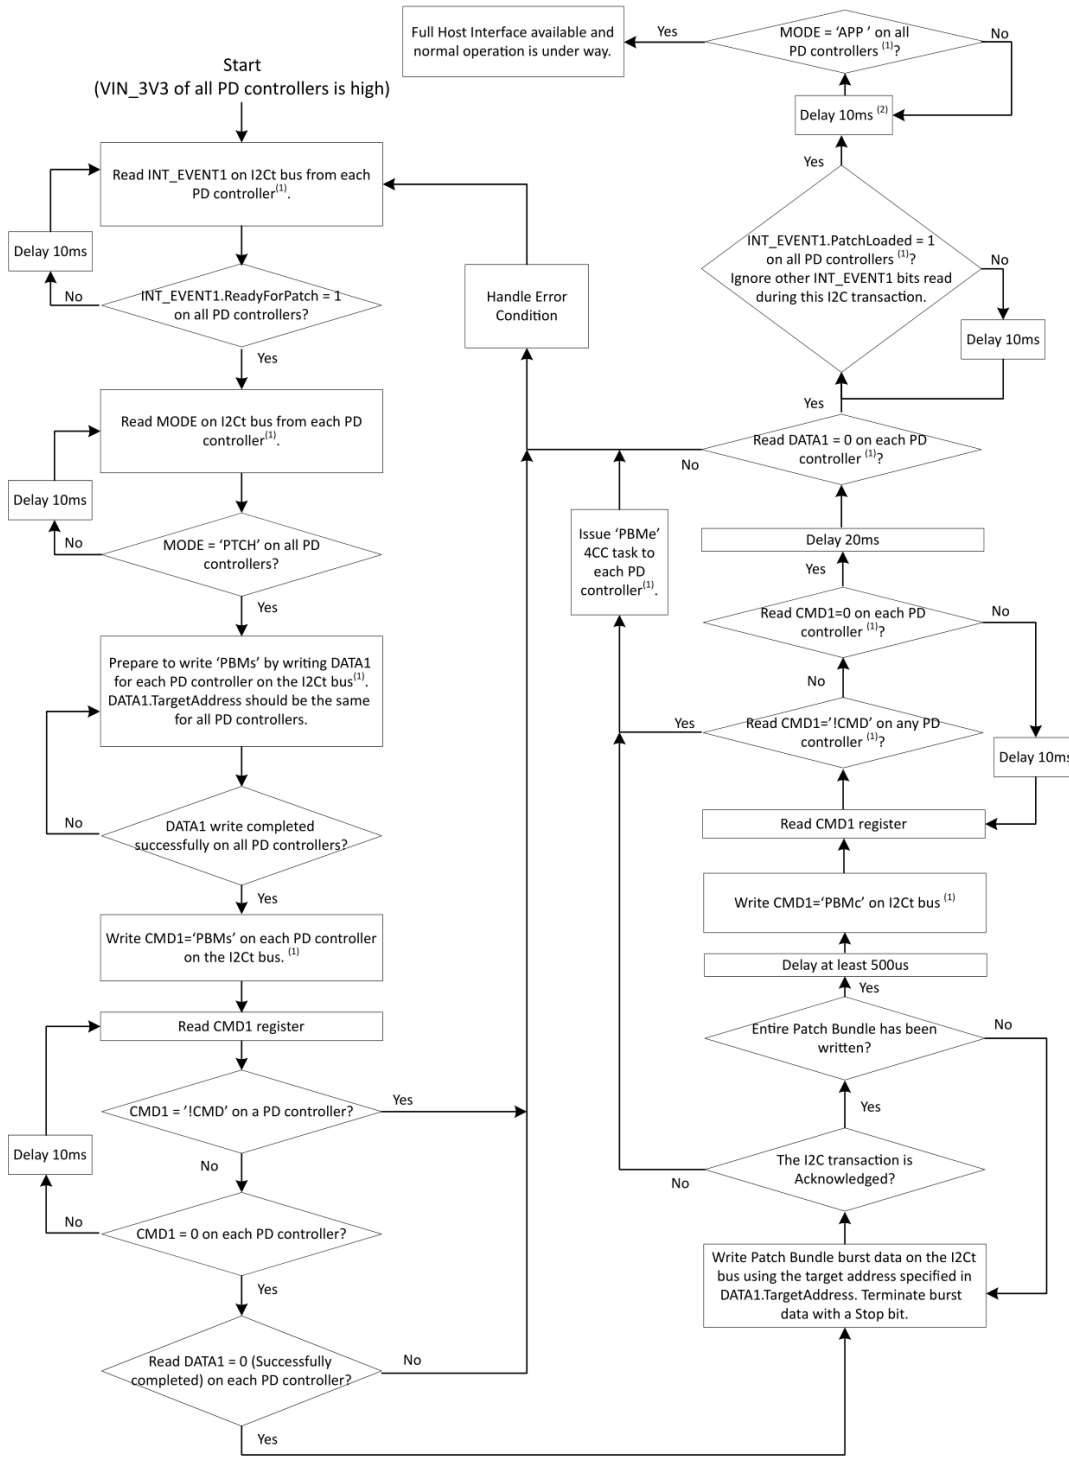 Start
(VIN_3V3 of all PD controllers is high)
Read INT_EVENT1 on I2Ct bus from each
PD controller(1).
Delay 10ms
No
INT_EVENT1.ReadyForPatch = 1
on all PD controllers?
Yes
Read MODE on I2Ct bus from each PD
controller(1).
Delay 10ms
No
MODE = 'PTCH' on all PD
controllers?
Yes
Prepare to write 'PBMs' by writing DATA1
for each PD controller on the I2Ct bus(1).
DATA1.TargetAddress should be the same
for all PD controllers.
No
DATA1 write completed
successfully on all PD controllers?
Yes
Write CMD1='PBMs' on each PD controller
on the I2Ct bus. (1)
Read CMD1 register
CMD1 = '!CMD' on a PD controller?
Yes
Delay 10ms
No
No
CMD1 = 0 on each PD controller?
Yes
Read DATA1 = 0 (Successfully
completed) on each PD controller?
No
Yes
Handle Error
Condition
Full Host Interface available and
normal operation is under way.
Yes
MODE = 'APP ' on all
PD controllers (1)?
No
Delay 10ms (2)
Yes
INT_EVENT1.PatchLoaded = 1
on all PD controllers (1)?
Ignore other INT_EVENT1 bits read
during this I2C transaction.
No
Delay 10ms
Yes
Read DATA1 = 0 on each PD
controller (1)?
No
Issue 'PBMe'
4CC task to
each PD
controller(1).
Delay 20ms
Yes
Read CMD1=0 on each PD
controller (1)?
No
No
Yes
Read CMD1='!CMD' on any PD
controller (1)?
Delay 10ms
Read CMD1 register
Write CMD1='PBMc' on I2Ct bus (1)
Delay at least 500us
Yes
Entire Patch Bundle has been
written?
No
Yes
The I2C transaction is
Acknowledged?
No
Write Patch Bundle burst data on the I2Ct
bus using the target address specified in
DATA1.TargetAddress. Terminate burst
data with a Stop bit.